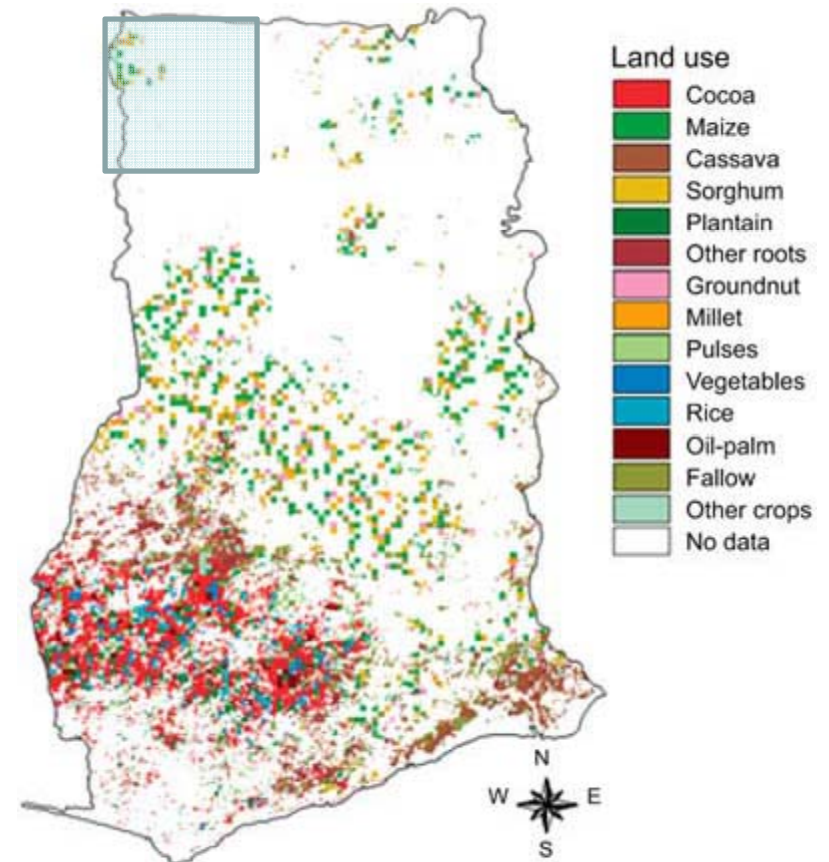 Land use
Cocoa
Maize
Cassava
Sorghum
Plantain
Other roots
Groundnut
Millet
Pulses
Vegetables
Rice
Oil-palm
Fallow
Other crops
No data
N
W E
S